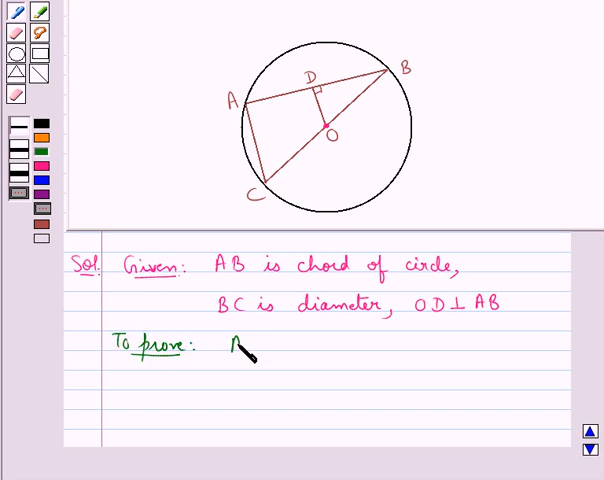 D
B
A
O
C
Sol. Given: AB is chord of circle,
BC is diameter, OD ⊥ AB
To prove: A